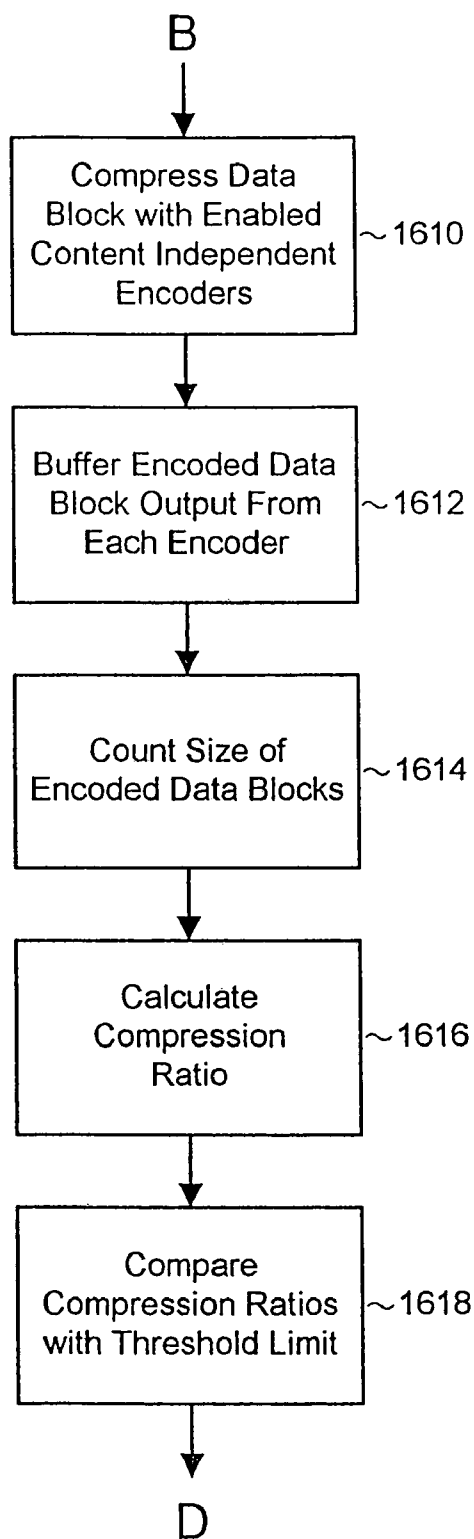 B
Compress Data
Block with Enabled
Content Independent
Encoders
~1610
Buffer Encoded Data
Block Output From
Each Encoder
~1612
Count Size of
Encoded Data Blocks
~1614
Calculate
Compression
Ratio
~1616
Compare
Compression Ratios
with Threshold Limit
~1618
D